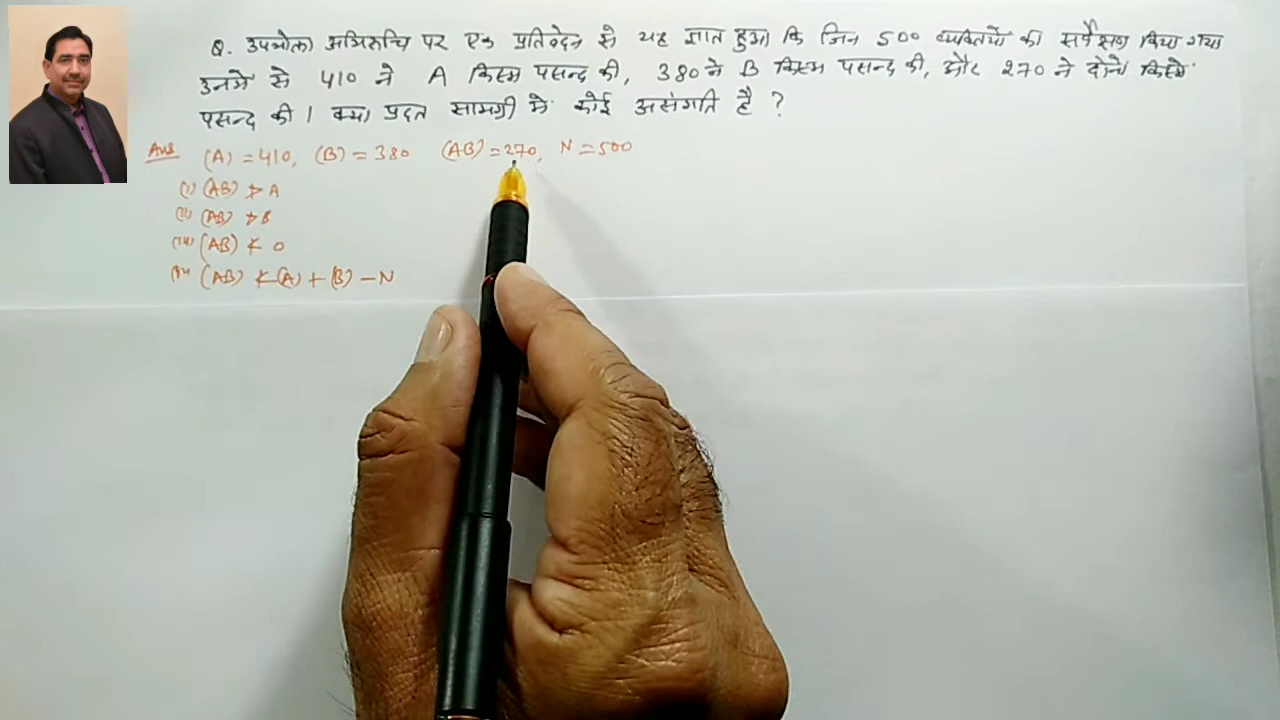 Q. उपभोक्ता अभिरुचि पर एक प्रतिवेदन से यह ज्ञात हुआ कि जिन 500 व्यक्तियों का सर्वेक्षण किया गया
उनमें से 410 ने A किस्म पसन्द की, 380 ने B किस्म पसन्द की, और 270 ने दोनों किस्में
पसन्द की । क्या प्रदत्त सामग्री में कोई असंगति है ?
Ans (A) = 410, (B) = 380 (AB) = 270, N = 500
(i) (AB) ≯ A
(ii) (AB) ≯ B
(iii) (AB) ≮ 0
(iv) (AB) ≮ (A) + (B) - N